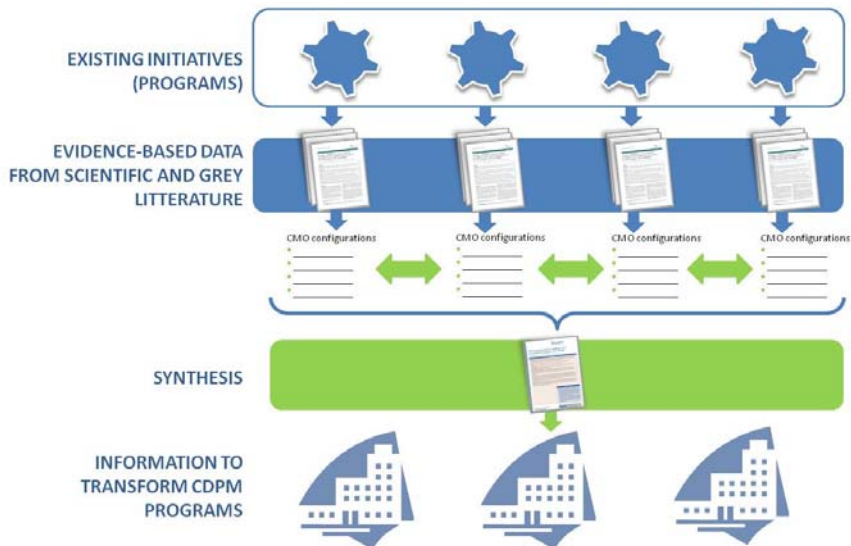 EXISTING INITIATIVES
(PROGRAMS)
EVIDENCE-BASED DATA
FROM SCIENTIFIC AND GREY
LITTERATURE
CMO configurations
CMO configurations
CMO configurations
CMO configurations
SYNTHESIS
INFORMATION TO
TRANSFORM CDPM
PROGRAMS